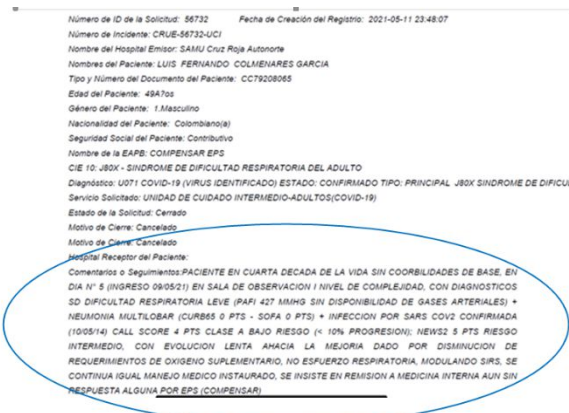 Número de ID de la Solicitud: 56732 Fecha de Creación del Registro: 2021-05-11 23:48:07
Número de Incidente: CRUE-56732-UCI
Nombre del Hospital Emisor: SAMU Cruz Roja Autonorte
Nombres del Paciente: LUIS FERNANDO COLMENARES GARCIA
Tipo y Número del Documento del Paciente: CC79208065
Edad del Paciente: 49A?os
Género del Paciente: 1.Masculino
Nacionalidad del Paciente: Colombiano(a)
Seguridad Social del Paciente: Contributivo
Nombre de la EAPB: COMPENSAR EPS
CIE 10: J80X - SINDROME DE DIFICULTAD RESPIRATORIA DEL ADULTO
Diagnóstico: U071 COVID-19 (VIRUS IDENTIFICADO) ESTADO: CONFIRMADO TIPO: PRINCIPAL J80X SINDROME DE DIFICU
Servicio Solicitado: UNIDAD DE CUIDADO INTERMEDIO-ADULTOS(COVID-19)
Estado de la Solicitud: Cerrado
Motivo de Cierre: Cancelado
Motivo de Cierre: Cancelado
Hospital Receptor del Paciente:
Comentarios o Seguimientos:PACIENTE EN CUARTA DECADA DE LA VIDA SIN COORBILIDADES DE BASE, EN
DIA N° 5 (INGRESO 09/05/21) EN SALA DE OBSERVACION I NIVEL DE COMPLEJIDAD, CON DIAGNOSTICOS
SD DIFICULTAD RESPIRATORIA LEVE (PAFI 427 MMHG SIN DISPONIBILIDAD DE GASES ARTERIALES) +
NEUMONIA MULTILOBAR (CURB65 0 PTS - SOFA 0 PTS) + INFECCION POR SARS COV2 CONFIRMADA
(10/05/14) CALL SCORE 4 PTS CLASE A BAJO RIESGO (< 10% PROGRESION); NEWS2 5 PTS RIESGO
INTERMEDIO, CON EVOLUCION LENTA AHACIA LA MEJORIA DADO POR DISMINUCION DE
REQUERIMIENTOS DE OXIGENO SUPLEMENTARIO, NO ESFUERZO RESPIRATORIA, MODULANDO SIRS, SE
CONTINUA IGUAL MANEJO MEDICO INSTAURADO, SE INSISTE EN REMISION A MEDICINA INTERNA AUN SIN
RESPUESTA ALGUNA POR EPS (COMPENSAR)